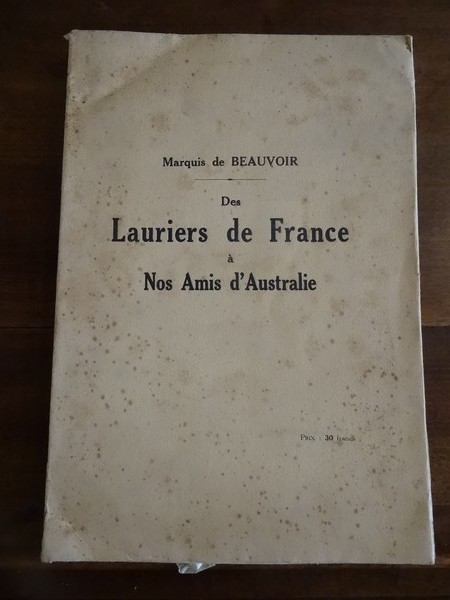 Marquis de BEAUVOIR
Des
Lauriers de France
à
Nos Amis d'Australie
PRIX : 30 francs